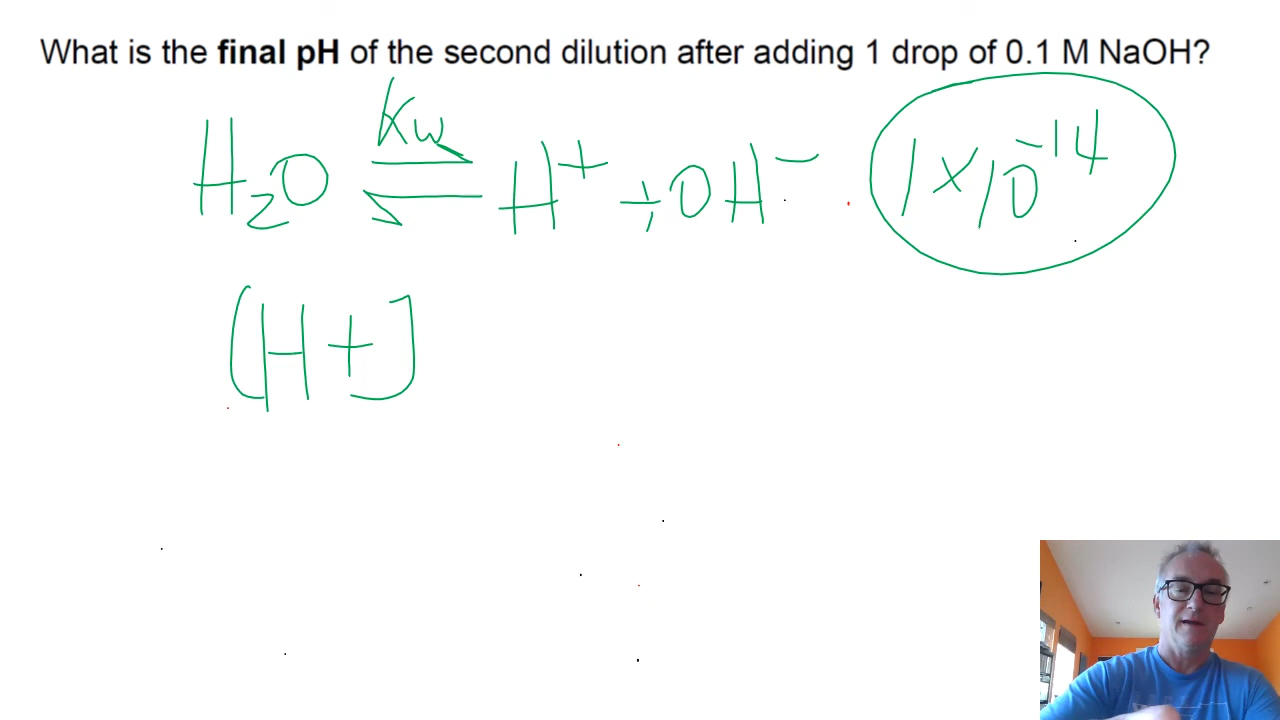 What is the final pH of the second dilution after adding 1 drop of 0.1 M NaOH?
Kw
H₂O ⇌ H⁺ + OH⁻ 1 x 10⁻¹⁴
[H+]